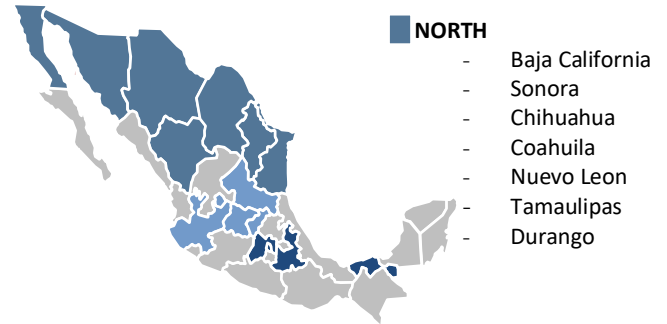 NORTH
- Baja California
- Sonora
- Chihuahua
- Coahuila
- Nuevo Leon
- Tamaulipas
- Durango